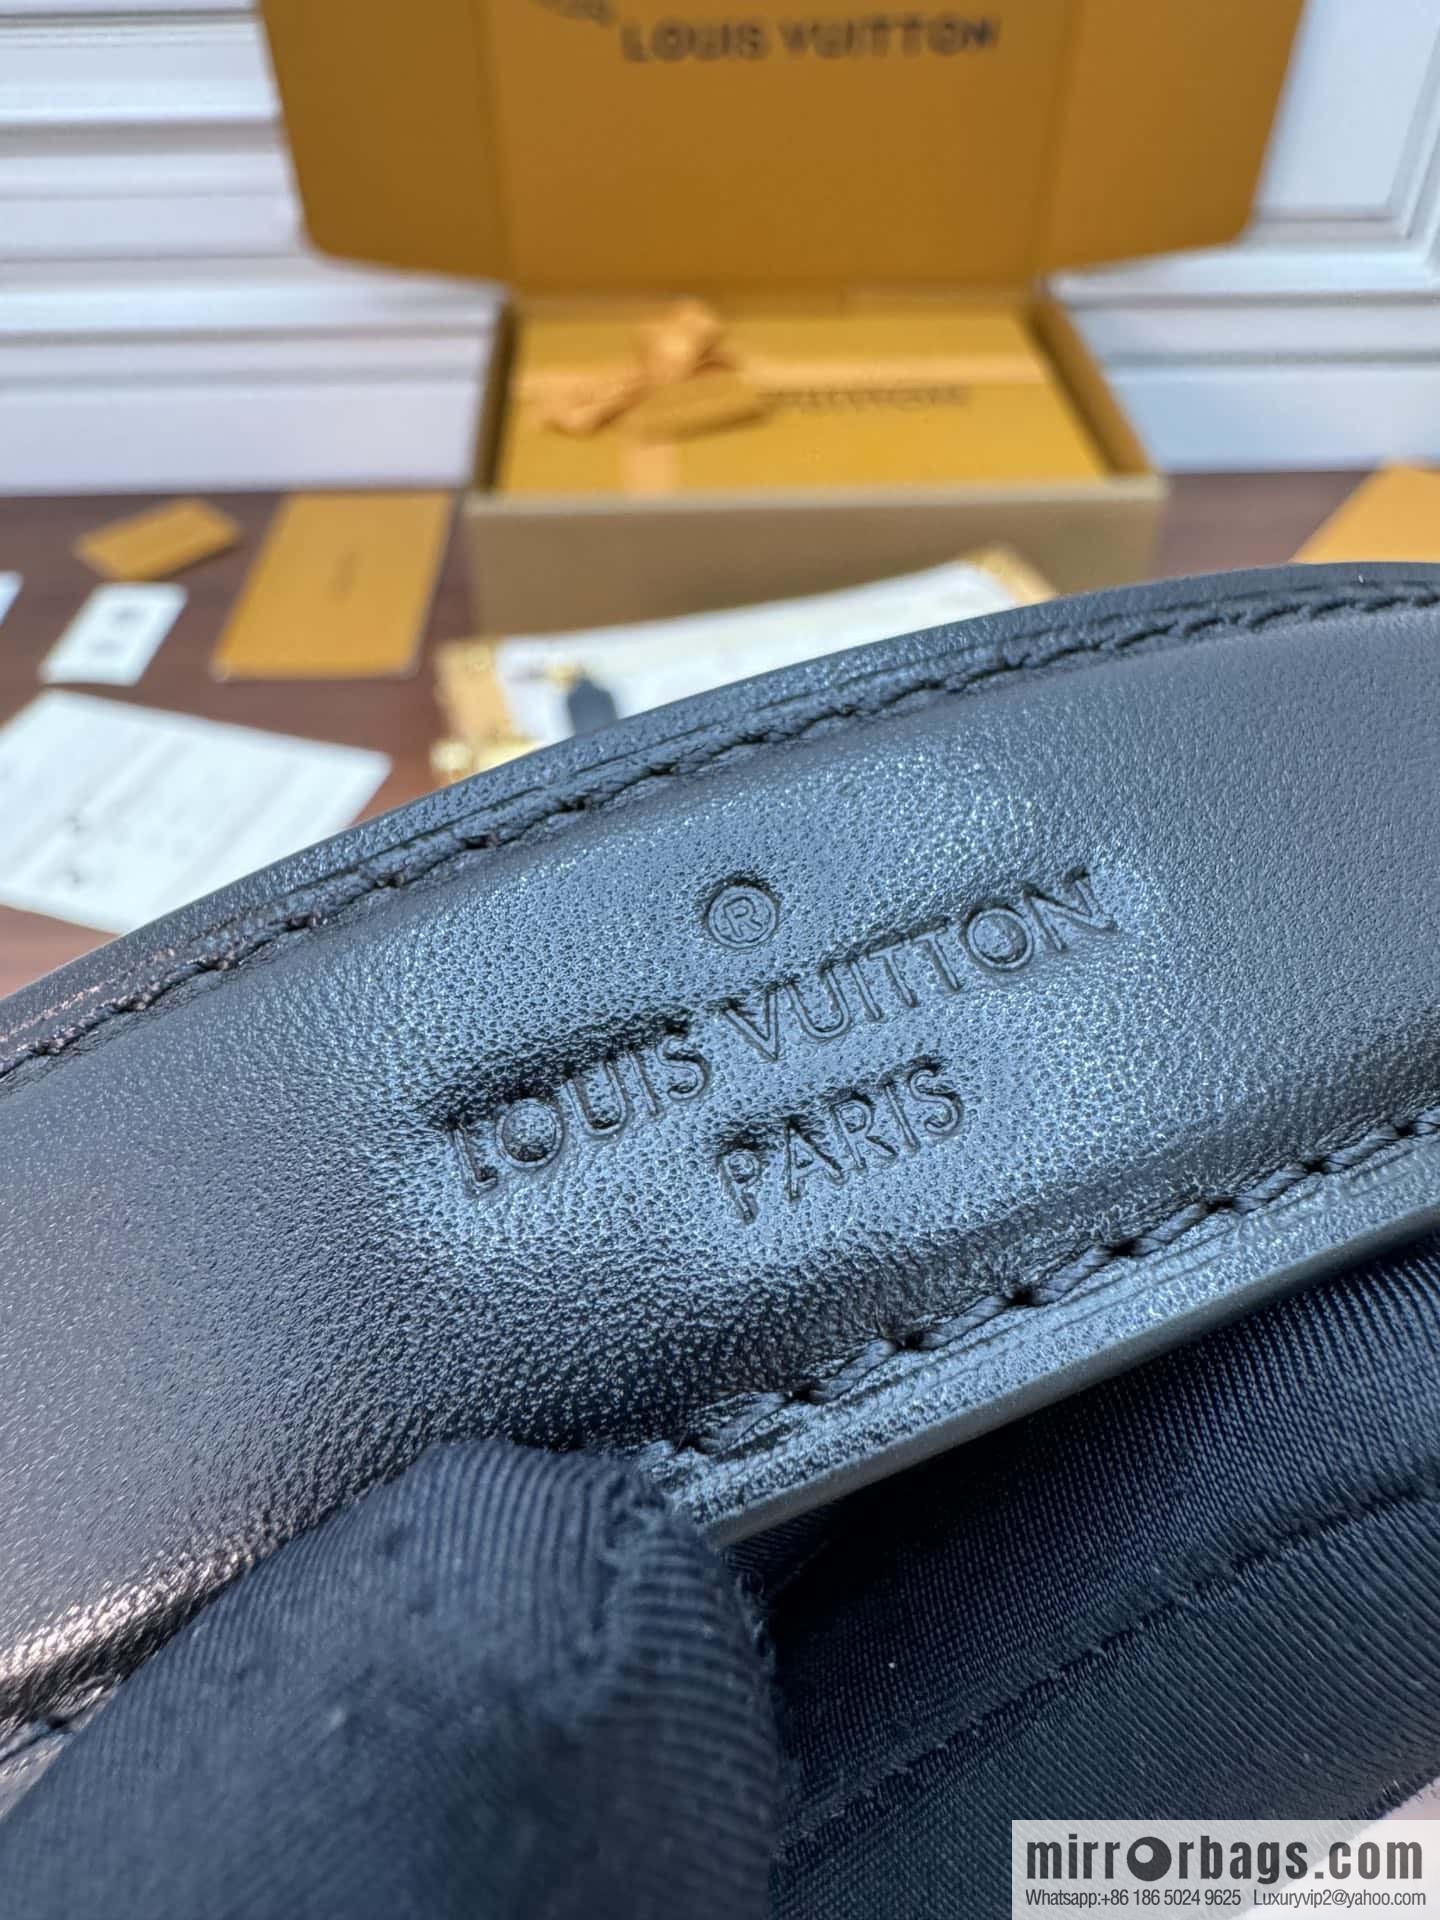 LOUIS VUITTON
®
LOUIS VUITTON
PARIS
mirrorbags.com
Whatsapp:+86 186 5024 9625 Luxuryvip2@yahoo.com